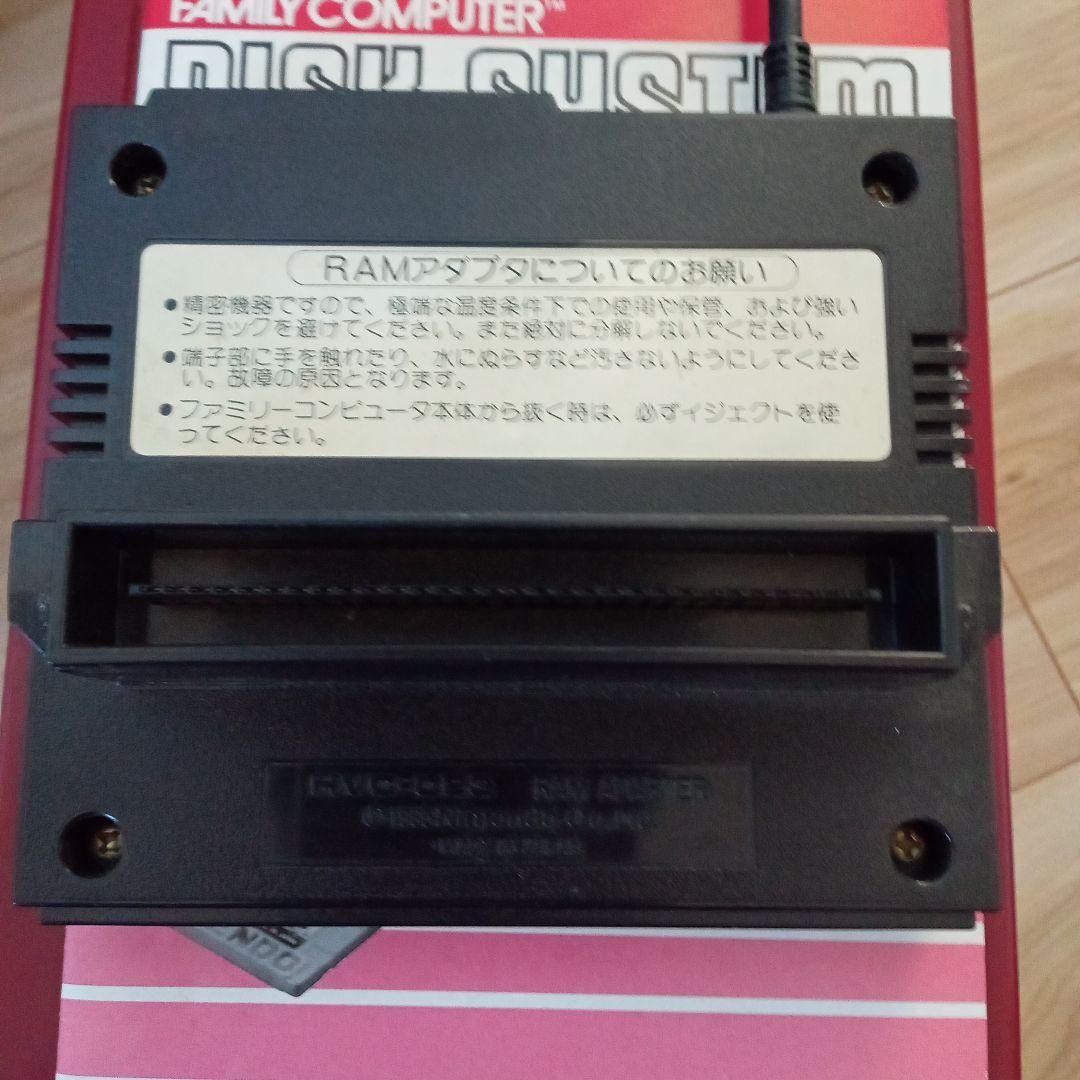 FAMILY COMPUTER™
DISK SYSTEM
RAMアダプタについてのお願い
●精密機器ですので、極端な温度条件下での使用や保管、および強い
ショックを避けてください。また絶対に分解しないでください。
●端子部に手を触れたり、水にぬらすなど汚さないようにしてくださ
い。故障の原因となります。
●ファミリーコンピュータ本体から抜く時は、必ずイジェクトを使
ってください。
RAM ADAPTER